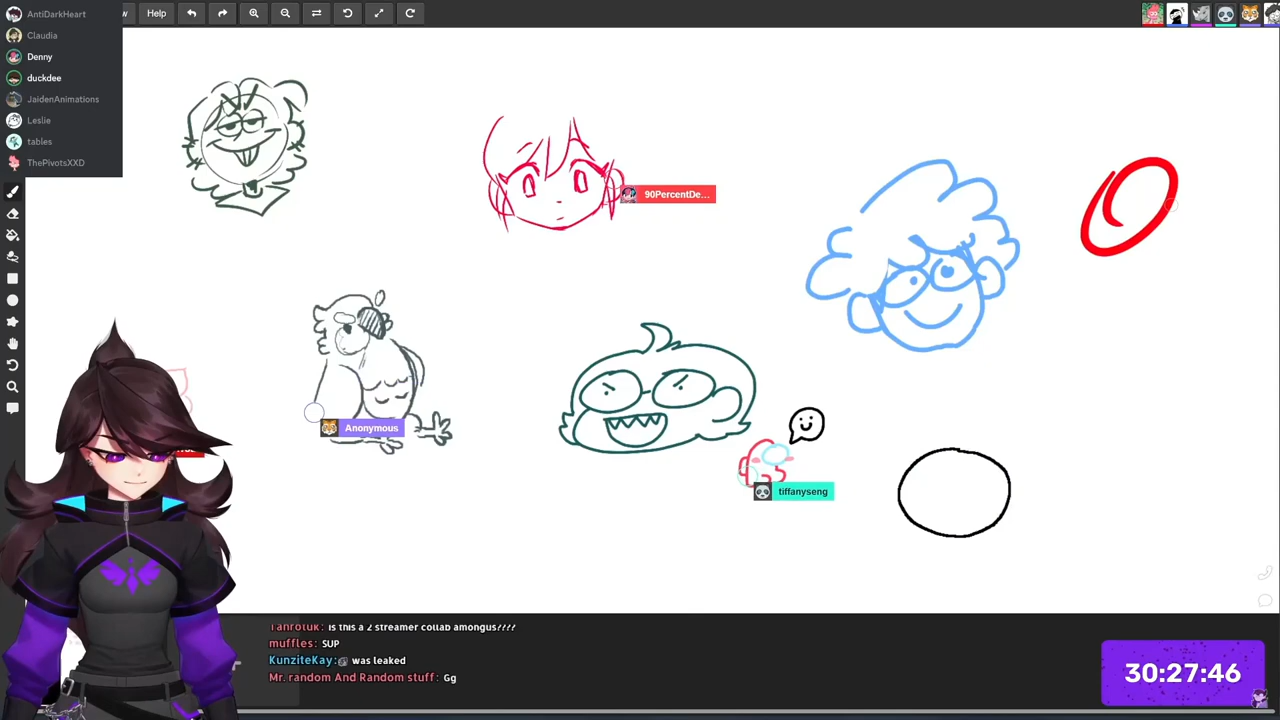 AntiDarkHeart
Claudia
Denny
duckdee
JaidenAnimations
Leslie
tables
ThePivotsXXD
Help
90PercentDe...
Anonymous
tiffanyseng
is this a 2 streamer collab amongus????
muffles: SUP
KunziteKay: was leaked
Mr. random And Random stuff: Gg
30:27:46